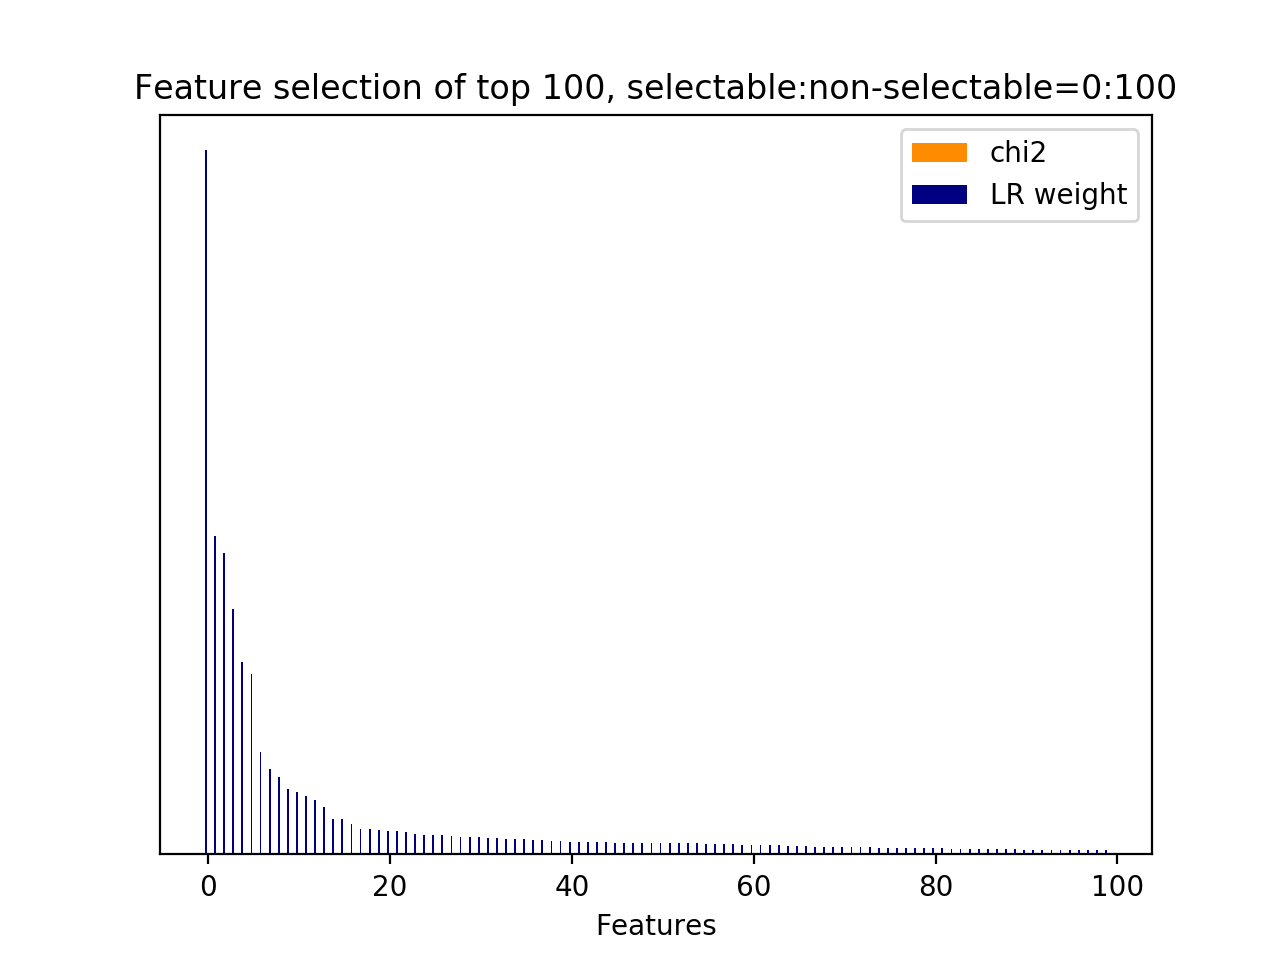 Feature selection of top 100, selectable:non-selectable=0:100
chi2
LR weight
0 20 40 60 80 100
Features